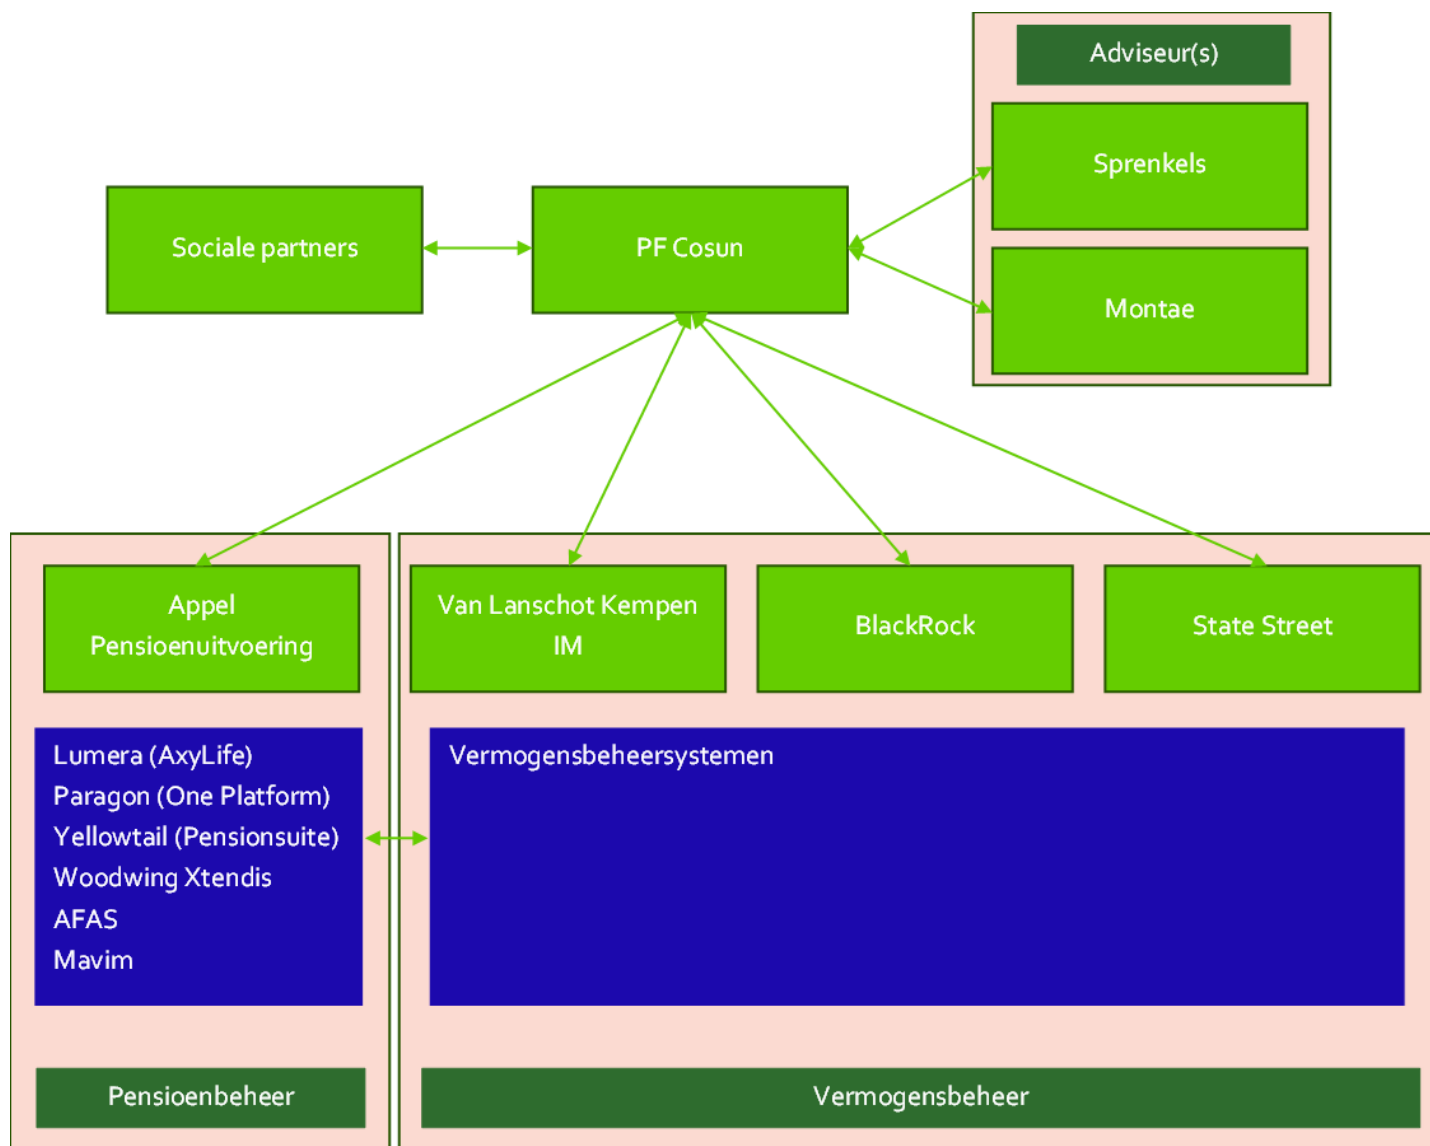 Adviseur(s)
Sprenkels
Sociale partners
PF Cosun
Montae
Appel
Pensioenuitvoering
Van Lanschot Kempen
IM
BlackRock
State Street
Lumera (AxyLife)
Paragon (One Platform)
Yellowtail (Pensionsuite)
Woodwing Xtendis
AFAS
Mavim
Vermogensbeheersystemen
Pensioenbeheer
Vermogensbeheer